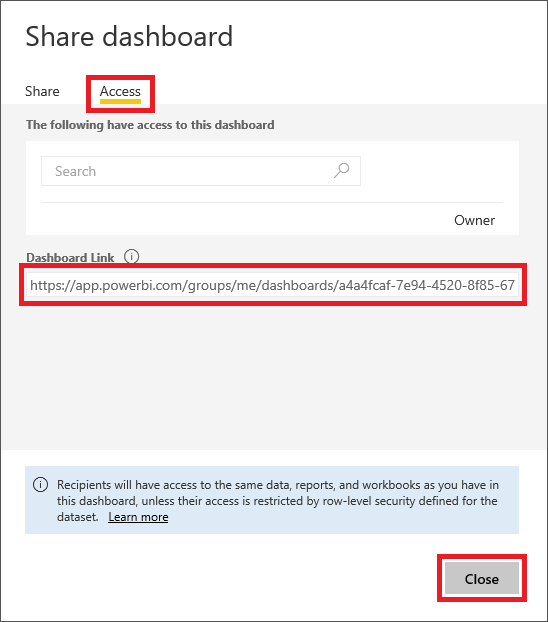 Share dashboard
Share Access
The following have access to this dashboard
Search
Owner
Dashboard Link
https://app.powerbi.com/groups/me/dashboards/a4a4fcaf-7e94-4520-8f85-67
Recipients will have access to the same data, reports, and workbooks as you have in
this dashboard, unless their access is restricted by row-level security defined for the
dataset. Learn more
Close